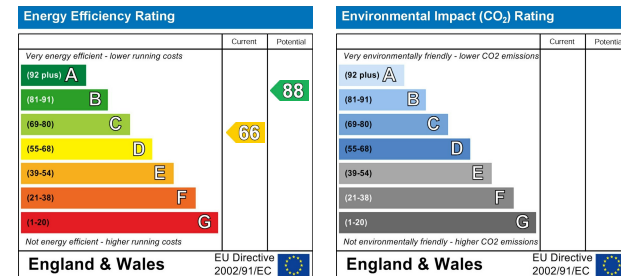 Energy Efficiency Rating
Current Potential
Very energy efficient - lower running costs
(92 plus) A
(81-91) B
(69-80) C
(55-68) D
(39-54) E
(21-38) F
(1-20) G
66
88
Not energy efficient - higher running costs
England & Wales
EU Directive
2002/91/EC
Environmental Impact (CO₂) Rating
Current Potentia
Very environmentally friendly - lower CO2 emissions
(92 plus) A
(81-91) B
(69-80) C
(55-68) D
(39-54) E
(21-38) F
(1-20) G
Not environmentally friendly - higher CO2 emissions
England & Wales
EU Directive
2002/91/EC